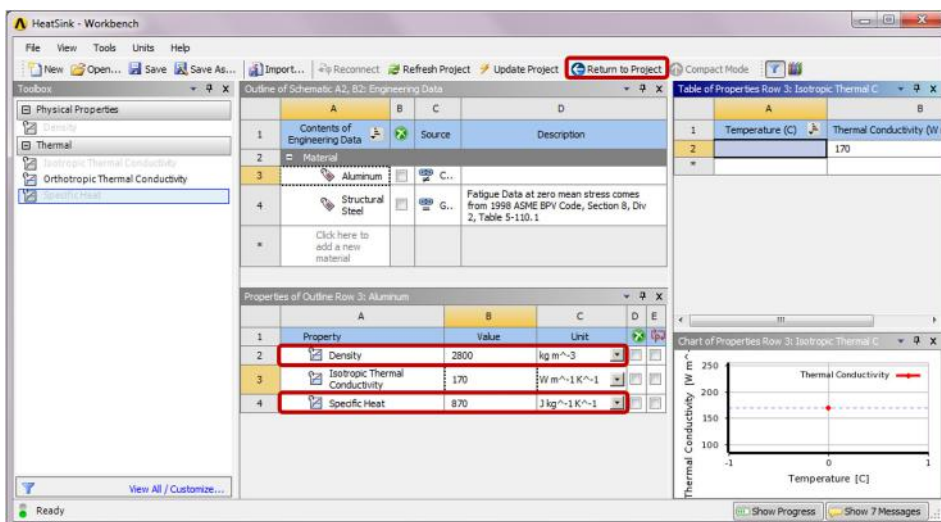 HeatSink - Workbench
File View Tools Units Help
New Open... Save Save As... Import... Reconnect Refresh Project Update Project Return to Project Compact Mode
Toolbox
Physical Properties
Density
Thermal
Isotropic Thermal Conductivity
Orthotropic Thermal Conductivity
Specific Heat
View All / Customize...
Outline of Schematic A2, B2: Engineering Data
A B C D
1 Contents of Engineering Data Source Description
2 Material
3 Aluminum C..
4 Structural Steel G.. Fatigue Data at zero mean stress comes
from 1998 ASME BPV Code, Section 8, Div
2, Table 5-110.1
* Click here to
add a new
material
Properties of Outline Row 3: Aluminum
A B C D E
1 Property Value Unit
2 Density 2800 kg m^-3
3 Isotropic Thermal
Conductivity 170 W m^-1 K^-1
4 Specific Heat 870 J kg^-1 K^-1
Table of Properties Row 3: Isotropic Thermal C
A B
1 Temperature (C) Thermal Conductivity (W
2 170
*
Chart of Properties Row 3: Isotropic Thermal C
Thermal Conductivity [W m^-
250
200
150
100
Thermal Conductivity
-1 0 1
Temperature [C]
Ready
Show Progress Show 7 Messages